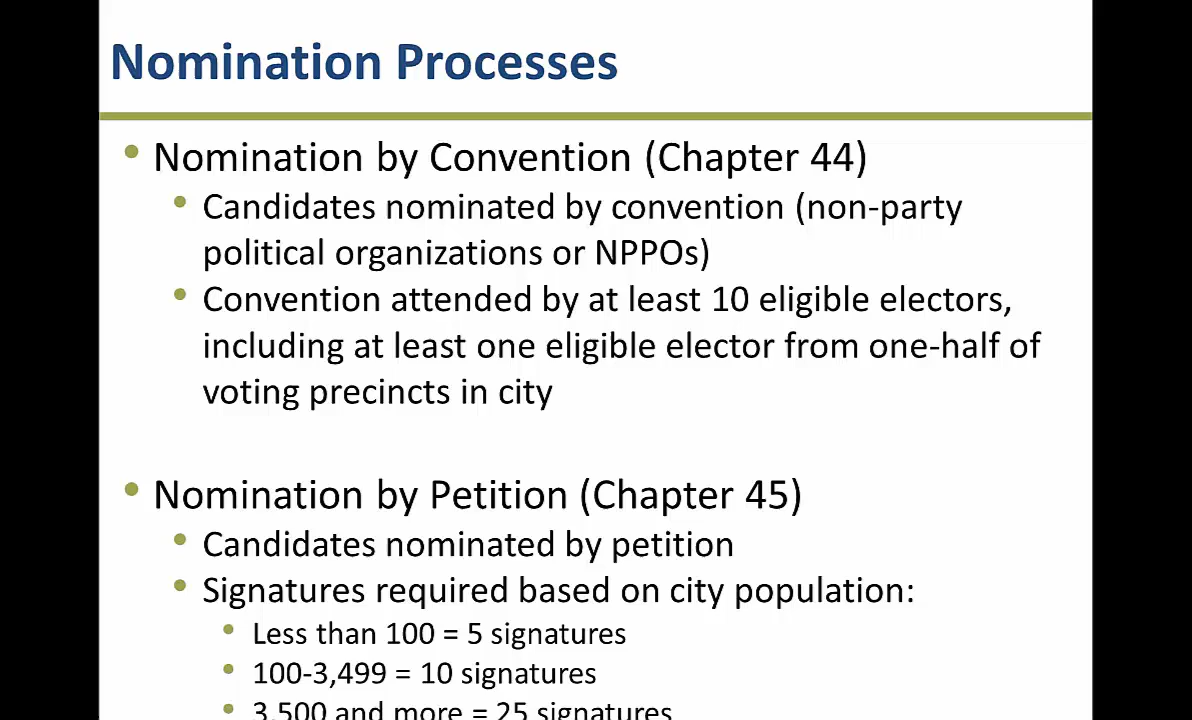 Nomination Processes
• Nomination by Convention (Chapter 44)
• Candidates nominated by convention (non-party
political organizations or NPPOs)
• Convention attended by at least 10 eligible electors,
including at least one eligible elector from one-half of
voting precincts in city
• Nomination by Petition (Chapter 45)
• Candidates nominated by petition
• Signatures required based on city population:
• Less than 100 = 5 signatures
• 100-3,499 = 10 signatures
• 3,500 and more = 25 signatures